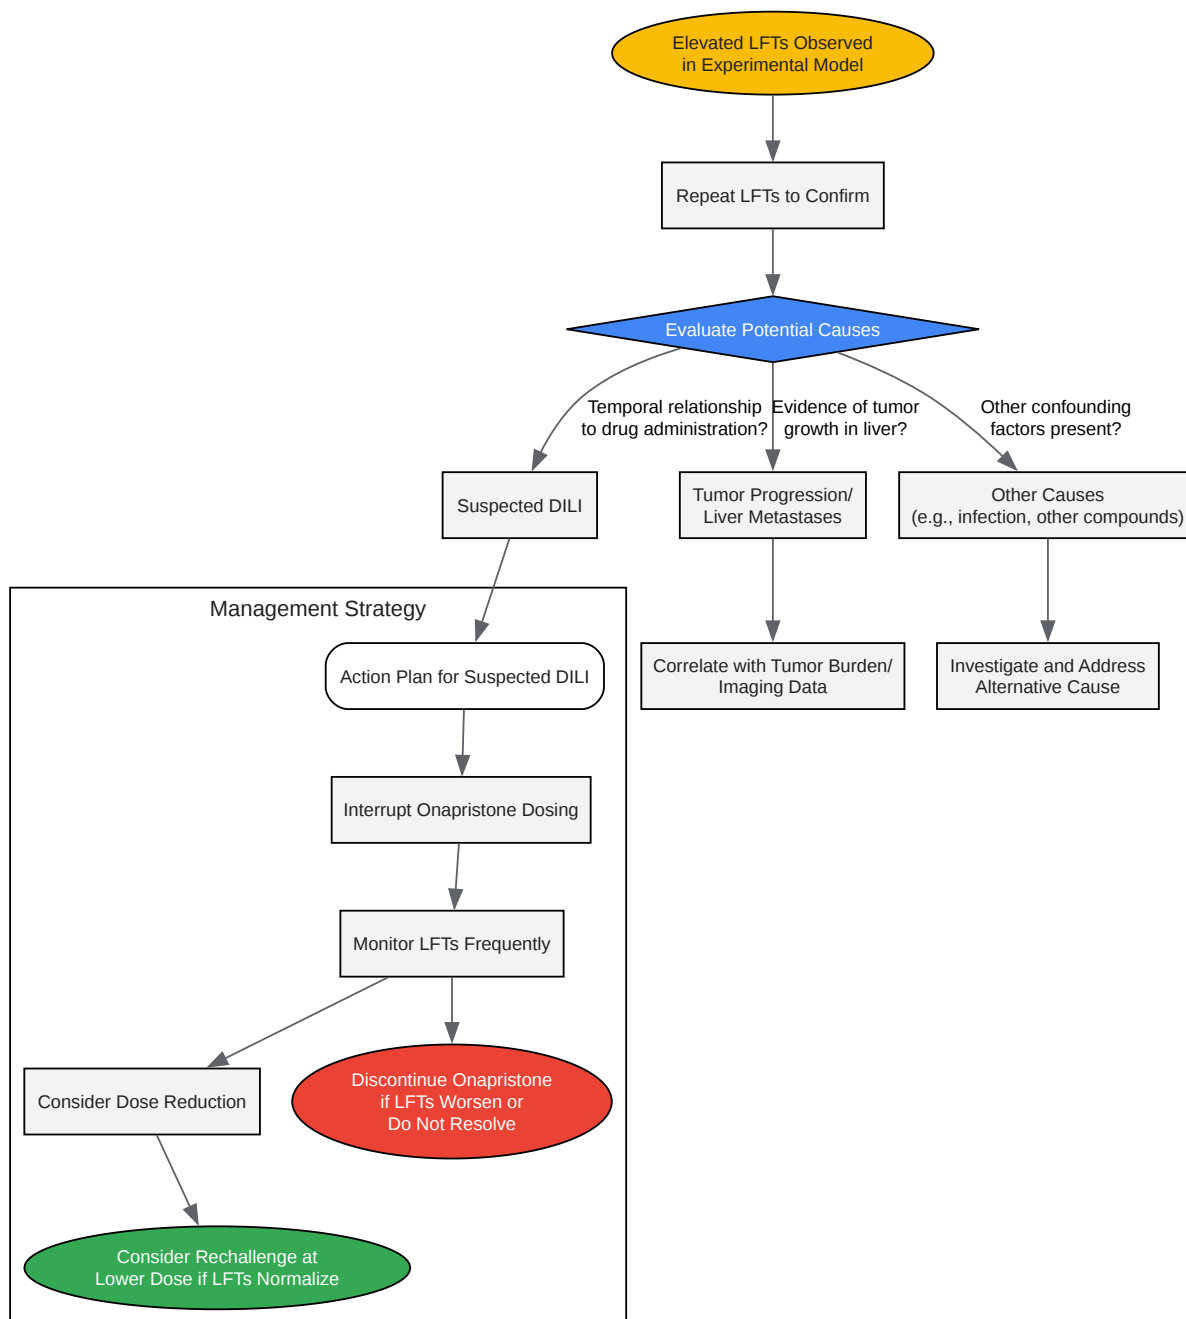 Elevated LFTs Observed
in Experimental Model
Repeat LFTs to Confirm
Evaluate Potential Causes
Temporal relationship
to drug administration?
Evidence of tumor
growth in liver?
Other confounding
factors present?
Suspected DILI
Tumor Progression/
Liver Metastases
Other Causes
(e.g., infection, other compounds)
Management Strategy
Action Plan for Suspected DILI
Correlate with Tumor Burden/
Imaging Data
Investigate and Address
Alternative Cause
Interrupt Onapristone Dosing
Monitor LFTs Frequently
Consider Dose Reduction
Discontinue Onapristone
if LFTs Worsen or
Do Not Resolve
Consider Rechallenge at
Lower Dose if LFTs Normalize